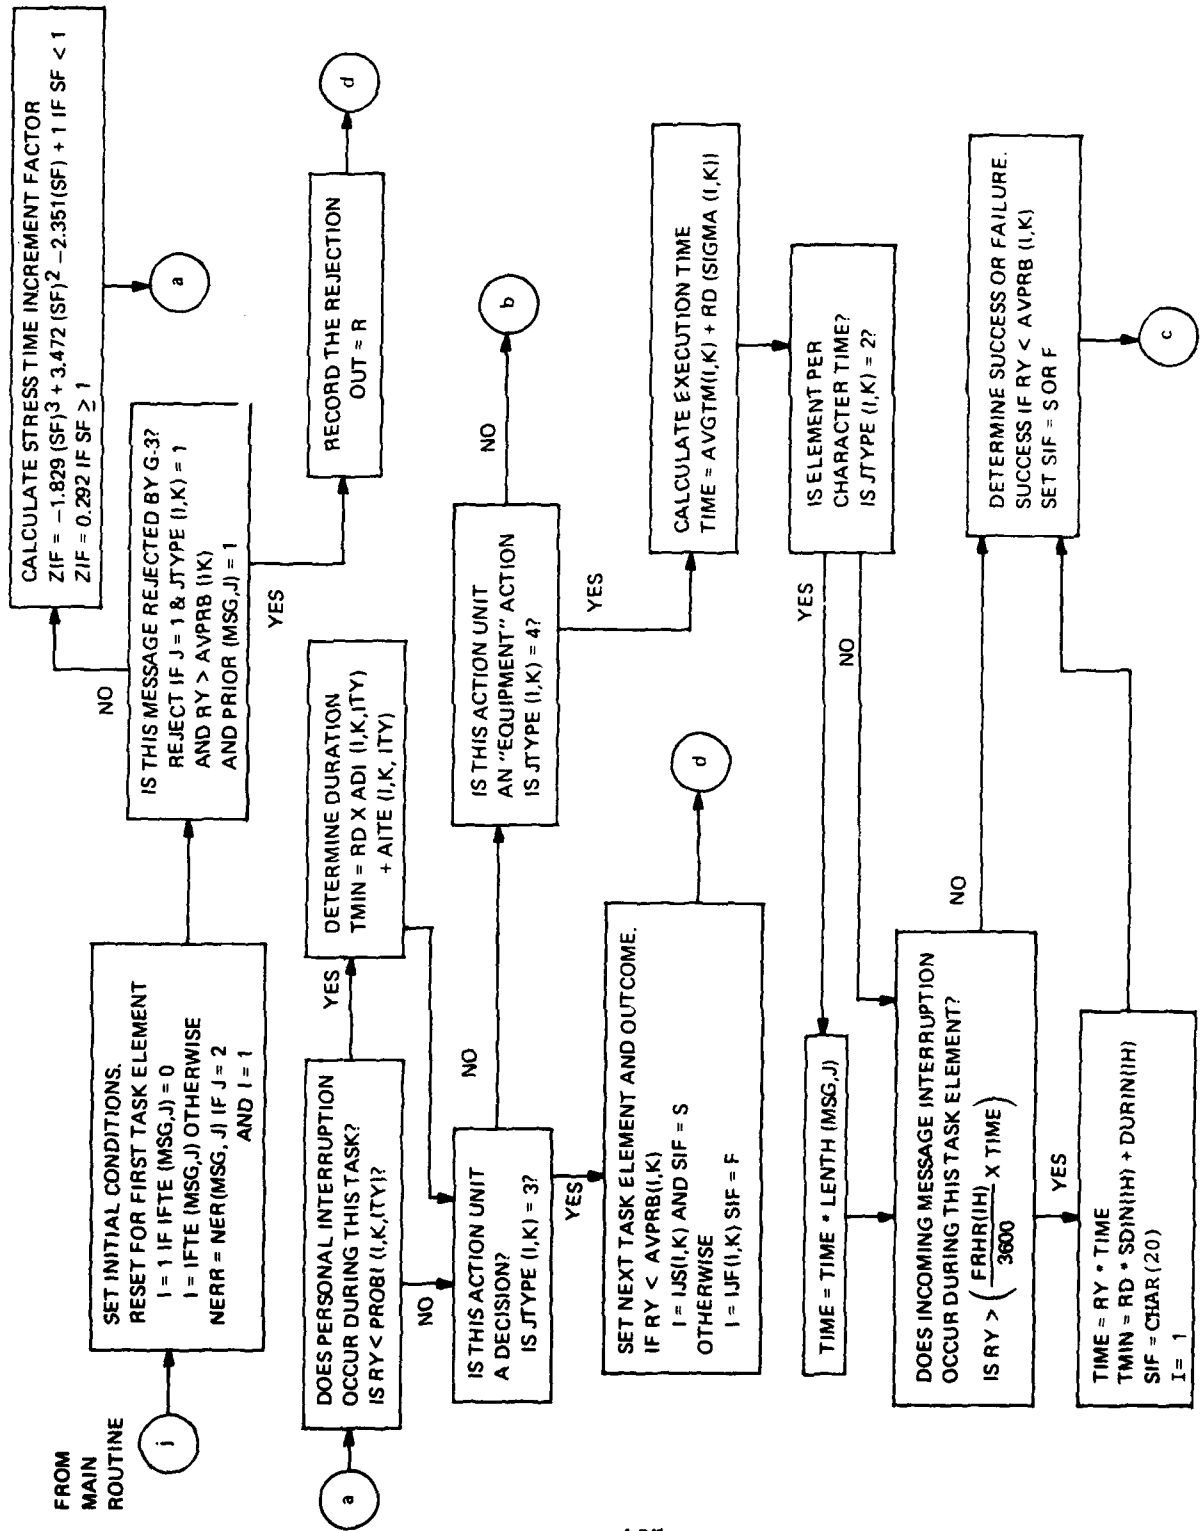 FROM
MAIN
ROUTINE
j
SET INITIAL CONDITIONS.
RESET FOR FIRST TASK ELEMENT
I = 1 IF IFTE (MSG,J) = 0
I = IFTE (MSG,J) OTHERWISE
NERR = NER(MSG, J) IF J = 2
AND I = 1
IS THIS MESSAGE REJECTED BY G-3?
REJECT IF J = 1 & JTYPE (I,K) = 1
AND RY > AVPRB (IK)
AND PRIOR (MSG,J) = 1
NO
CALCULATE STRESS TIME INCREMENT FACTOR
ZIF = −1.829 (SF)³ + 3.472 (SF)² −2.351(SF) + 1 IF SF < 1
ZIF = 0.292 IF SF ≥ 1
a
YES
RECORD THE REJECTION
OUT = R
d
a
DOES PERSONAL INTERRUPTION
OCCUR DURING THIS TASK?
IS RY < PROBI (I,K,ITY)?
YES
DETERMINE DURATION
TMIN = RD X ADI (I,K,ITY)
+ AITE (I,K, ITY)
NO
IS THIS ACTION UNIT
A DECISION?
IS JTYPE (I,K) = 3?
NO
IS THIS ACTION UNIT
AN "EQUIPMENT" ACTION
IS JTYPE (I,K) = 4?
NO
b
YES
SET NEXT TASK ELEMENT AND OUTCOME.
IF RY < AVPRB(I,K)
I = IJS(I,K) AND SIF = S
OTHERWISE
I = IJF(I,K) SIF = F
d
YES
CALCULATE EXECUTION TIME
TIME = AVGTM(I,K) + RD (SIGMA (I,K))
IS ELEMENT PER
CHARACTER TIME?
IS JTYPE (I,K) = 2?
YES
NO
TIME = TIME * LENTH (MSG,J)
DOES INCOMING MESSAGE INTERRUPTION
OCCUR DURING THIS TASK ELEMENT?
IS RY > (FRHR(IH)/3600 X TIME)
NO
DETERMINE SUCCESS OR FAILURE.
SUCCESS IF RY < AVPRB (I,K)
SET SIF = S OR F
c
YES
TIME = RY * TIME
TMIN = RD * SDIN(IH) + DURIN(IH)
SIF = CHAR(20)
I= 1